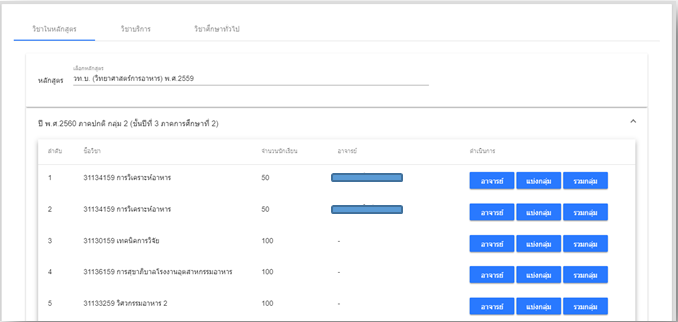 วิชาในหลักสูตร วิชาบริการ วิชาศึกษาทั่วไป
เลือกหลักสูตร
หลักสูตร วท.บ. (วิทยาศาสตร์การอาหาร) พ.ศ.2559
ปี พ.ศ.2560 ภาคปกติ กลุ่ม 2 (ชั้นปีที่ 3 ภาคการศึกษาที่ 2)
ลำดับ ชื่อวิชา จำนวนนักเรียน อาจารย์ ดำเนินการ
1 31134159 การวิเคราะห์อาหาร 50 อาจารย์ แบ่งกลุ่ม รวมกลุ่ม
2 31134159 การวิเคราะห์อาหาร 50 อาจารย์ แบ่งกลุ่ม รวมกลุ่ม
3 31130159 เทคนิคการวิจัย 100 - อาจารย์ แบ่งกลุ่ม รวมกลุ่ม
4 31136159 การสุขาภิบาลโรงงานอุตสาหกรรมอาหาร 100 - อาจารย์ แบ่งกลุ่ม รวมกลุ่ม
5 31133259 วิศวกรรมอาหาร 2 100 - อาจารย์ แบ่งกลุ่ม รวมกลุ่ม